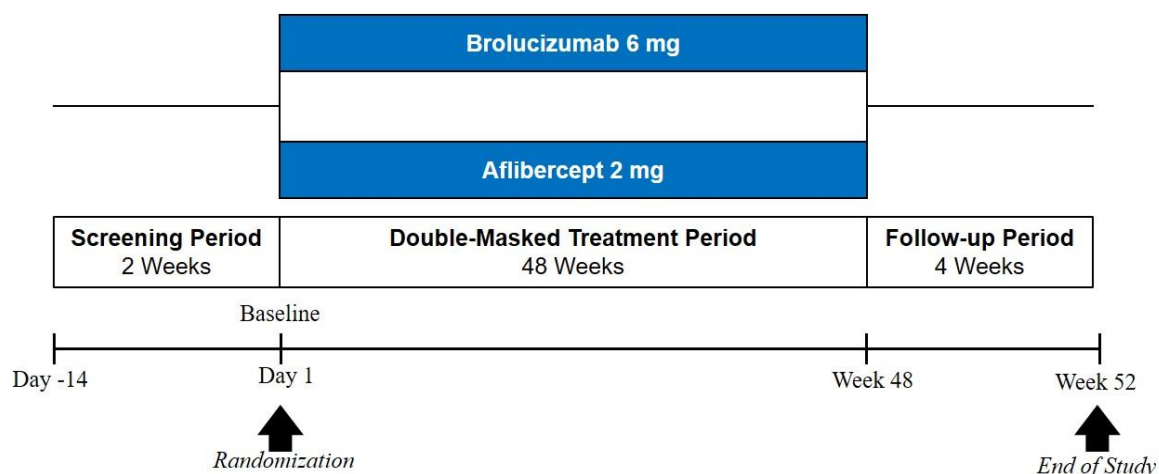 Brolucizumab 6 mg
Aflibercept 2 mg
Screening Period
2 Weeks
Double-Masked Treatment Period
48 Weeks
Follow-up Period
4 Weeks
Baseline
Day -14
Day 1
Week 48
Week 52
Randomization
End of Study